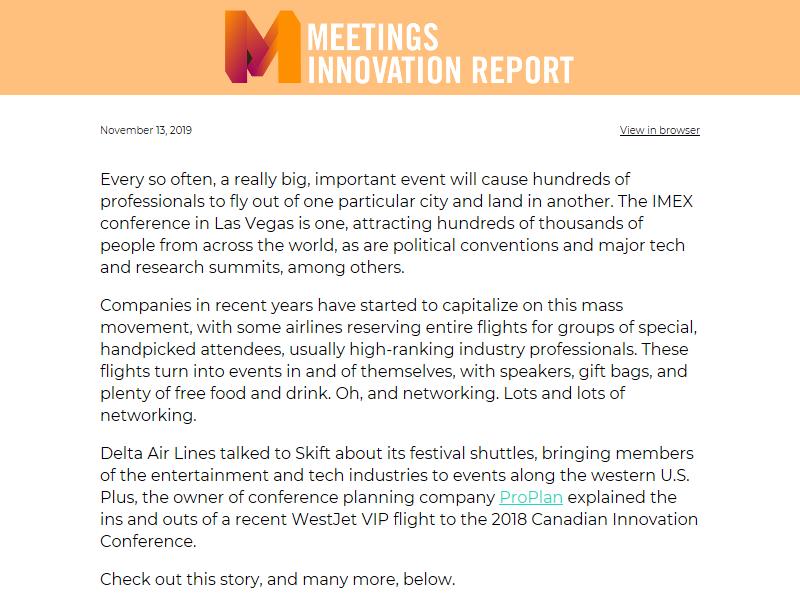 MEETINGS
INNOVATION REPORT
November 13, 2019
View in browser
Every so often, a really big, important event will cause hundreds of
professionals to fly out of one particular city and land in another. The IMEX
conference in Las Vegas is one, attracting hundreds of thousands of
people from across the world, as are political conventions and major tech
and research summits, among others.
Companies in recent years have started to capitalize on this mass
movement, with some airlines reserving entire flights for groups of special,
handpicked attendees, usually high-ranking industry professionals. These
flights turn into events in and of themselves, with speakers, gift bags, and
plenty of free food and drink. Oh, and networking. Lots and lots of
networking.
Delta Air Lines talked to Skift about its festival shuttles, bringing members
of the entertainment and tech industries to events along the western U.S.
Plus, the owner of conference planning company ProPlan explained the
ins and outs of a recent WestJet VIP flight to the 2018 Canadian Innovation
Conference.
Check out this story, and many more, below.